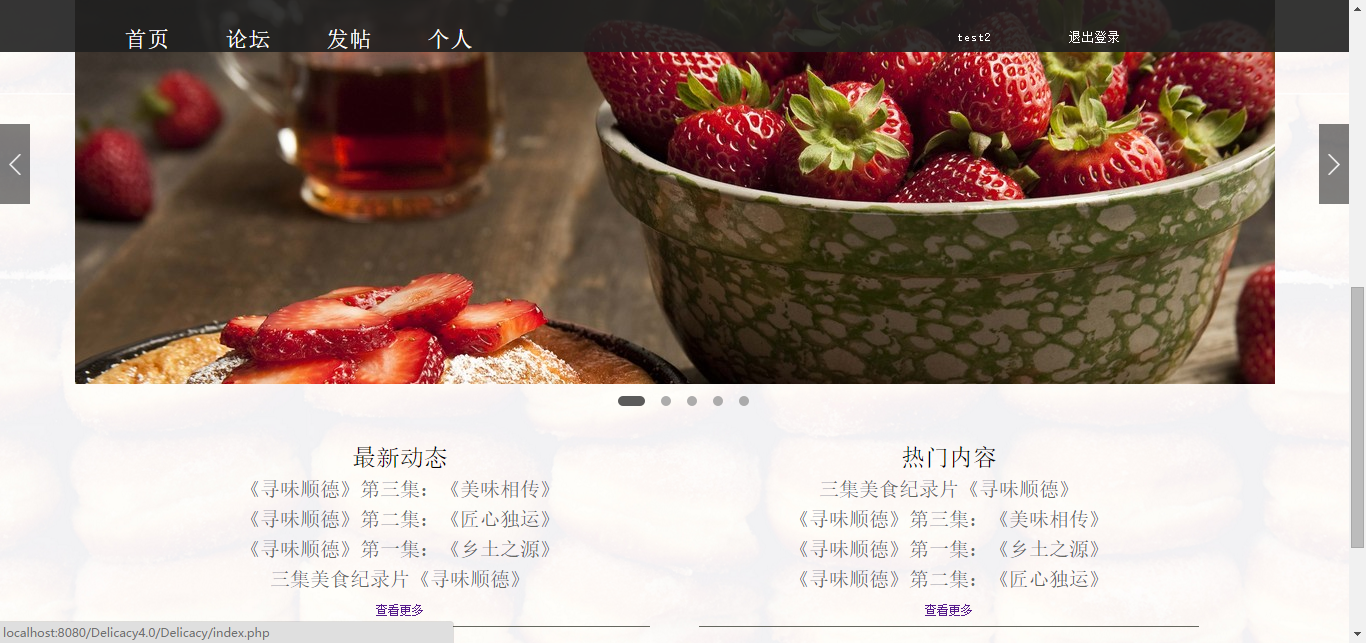 首页 论坛 发帖 个人 test2 退出登录
最新动态
《寻味顺德》第三集：《美味相传》
《寻味顺德》第二集：《匠心独运》
《寻味顺德》第一集：《乡土之源》
三集美食纪录片《寻味顺德》
查看更多
热门内容
三集美食纪录片《寻味顺德》
《寻味顺德》第三集：《美味相传》
《寻味顺德》第一集：《乡土之源》
《寻味顺德》第二集：《匠心独运》
查看更多
localhost:8080/Delicacy4.0/Delicacy/index.php